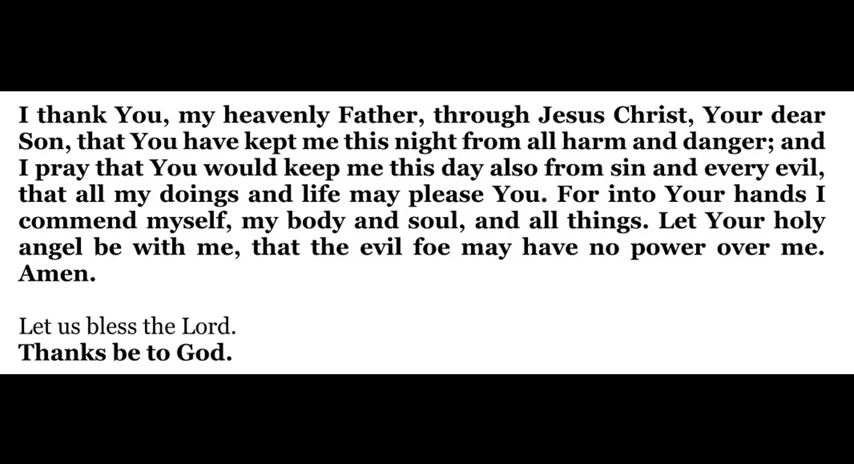 I thank You, my heavenly Father, through Jesus Christ, Your dear
Son, that You have kept me this night from all harm and danger; and
I pray that You would keep me this day also from sin and every evil,
that all my doings and life may please You. For into Your hands I
commend myself, my body and soul, and all things. Let Your holy
angel be with me, that the evil foe may have no power over me.
Amen.
Let us bless the Lord.
Thanks be to God.